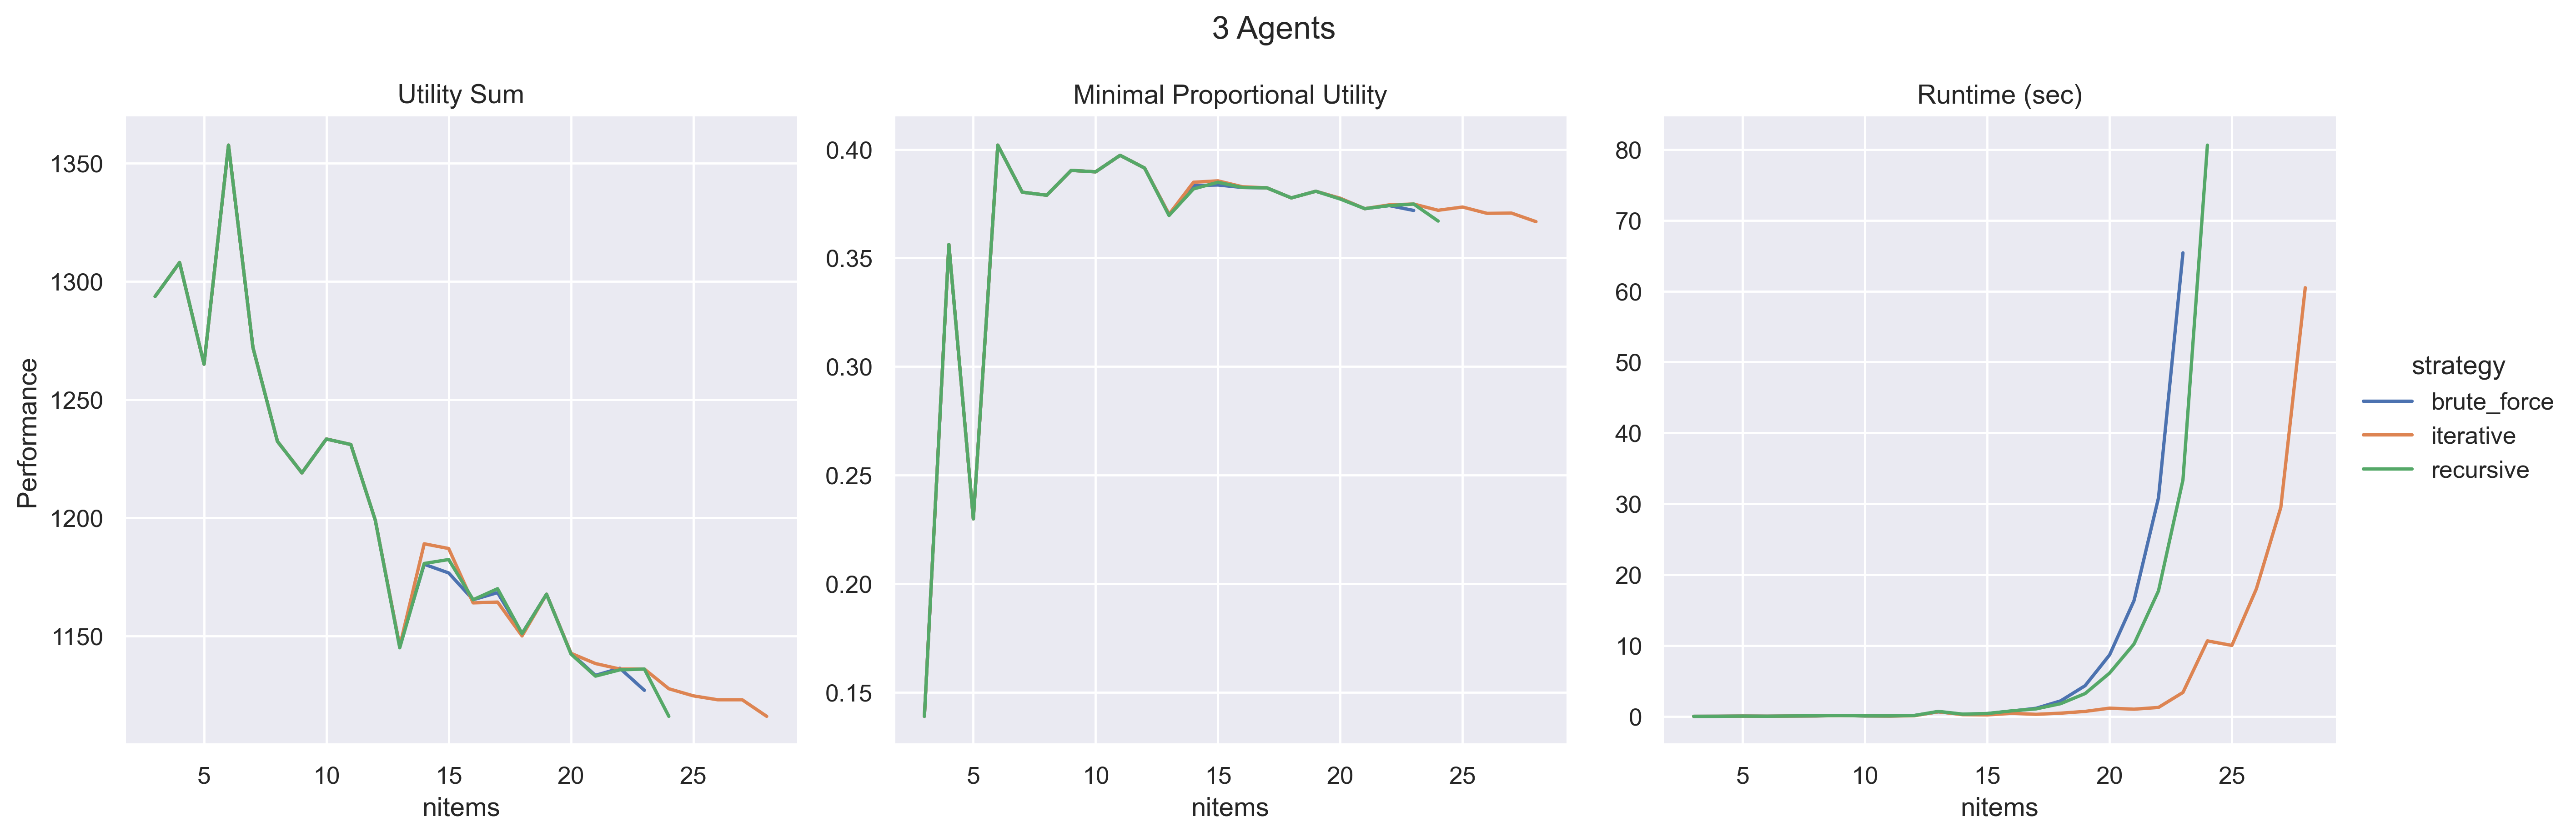 3 Agents
Utility Sum
Performance
1350
1300
1250
1200
1150
5 10 15 20 25
nitems
Minimal Proportional Utility
0.40
0.35
0.30
0.25
0.20
0.15
5 10 15 20 25
nitems
Runtime (sec)
80
70
60
50
40
30
20
10
0
5 10 15 20 25
nitems
strategy
brute_force
iterative
recursive